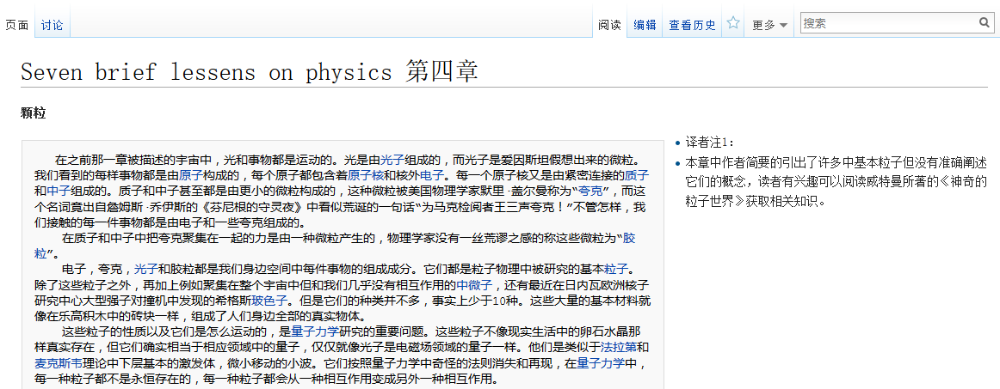 页面 讨论 阅读 编辑 查看历史 更多 搜索
Seven brief lessens on physics 第四章
颗粒
在之前那一章被描述的宇宙中，光和事物都是运动的。光是由光子组成的，而光子是爱因斯坦假想出来的微粒。
我们看到的每样事物都是由原子构成的，每个原子都包含着原子核和核外电子。每一个原子核又是由紧密连接的质子
和中子组成的。质子和中子甚至都是由更小的微粒构成的，这种微粒被美国物理学家默里·盖尔曼称为“夸克”，而这
个名词竟出自詹姆斯·乔伊斯的《芬尼根的守灵夜》中看似荒诞的一句话“为马克检阅者王三声夸克！”不管怎样，我
们接触的每一件事物都是由电子和一些夸克组成的。
在质子和中子中把夸克聚集在一起的力是由一种微粒产生的，物理学家没有一丝荒谬之感的称这些微粒为“胶
粒”。
电子，夸克，光子和胶粒都是我们身边空间中每件事物的组成成分。它们都是粒子物理中被研究的基本粒子。
除了这些粒子之外，再加上例如聚集在整个宇宙中但和我们几乎没有相互作用的中微子，还有最近在日内瓦欧洲核子
研究中心大型强子对撞机中发现的希格斯玻色子。但是它们的种类并不多，事实上少于10种。这些大量的基本材料就
像在乐高积木中的砖块一样，组成了人们身边全部的真实物体。
这些粒子的性质以及它们是怎么运动的，是量子力学研究的重要问题。这些粒子不像现实生活中的卵石水晶那
样真实存在，但它们确实相当于相应领域中的量子，仅仅就像光子是电磁场领域的量子一样。他们是类似于法拉第和
麦克斯韦理论中下层基本的激发体，微小移动的小波。它们按照量子力学中奇怪的法则消失和再现，在量子力学中，
每一种粒子都不是永恒存在的，每一种粒子都会从一种相互作用变成另外一种相互作用。
译者注1：
本章中作者简要的引出了许多中基本粒子但没有准确阐述
它们的概念，读者有兴趣可以阅读威特曼所著的《神奇的
粒子世界》获取相关知识。